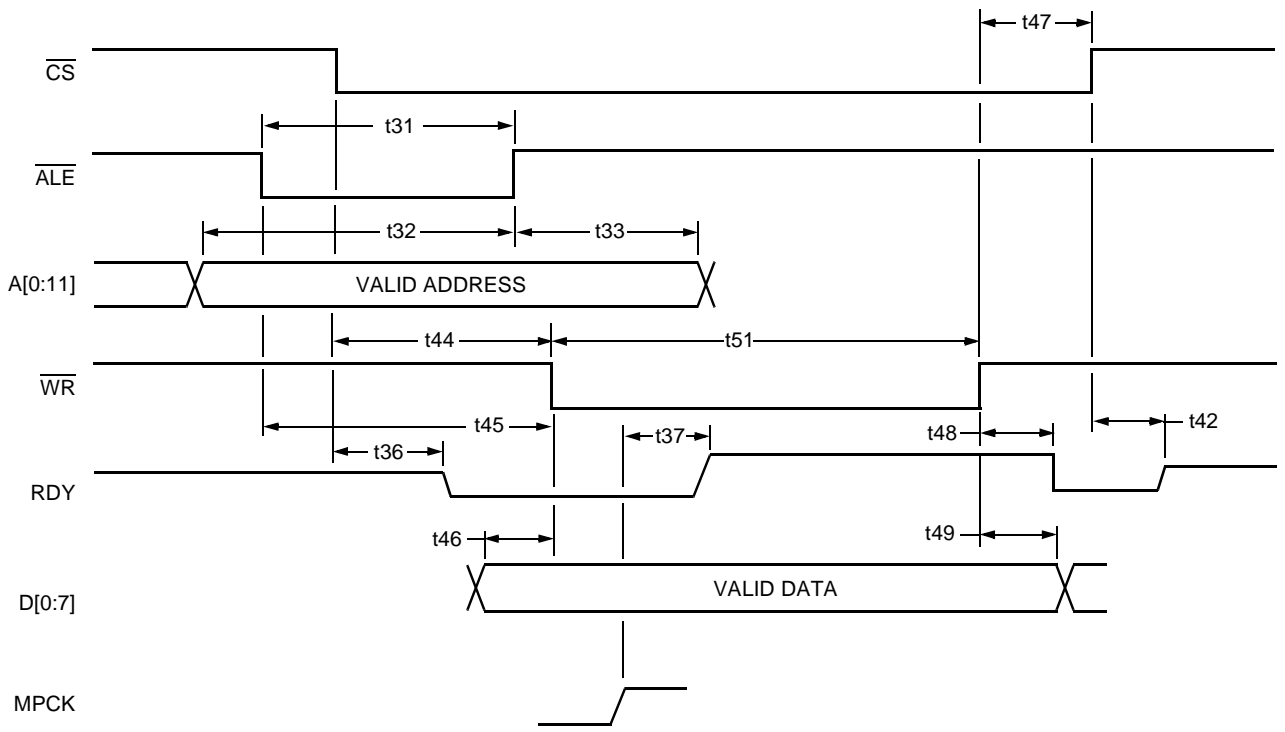 t47
CS
t31
ALE
t32
t33
A[0:11]
VALID ADDRESS
t44
t51
WR
t45
t37
t48
t42
t36
RDY
t46
t49
VALID DATA
D[0:7]
MPCK